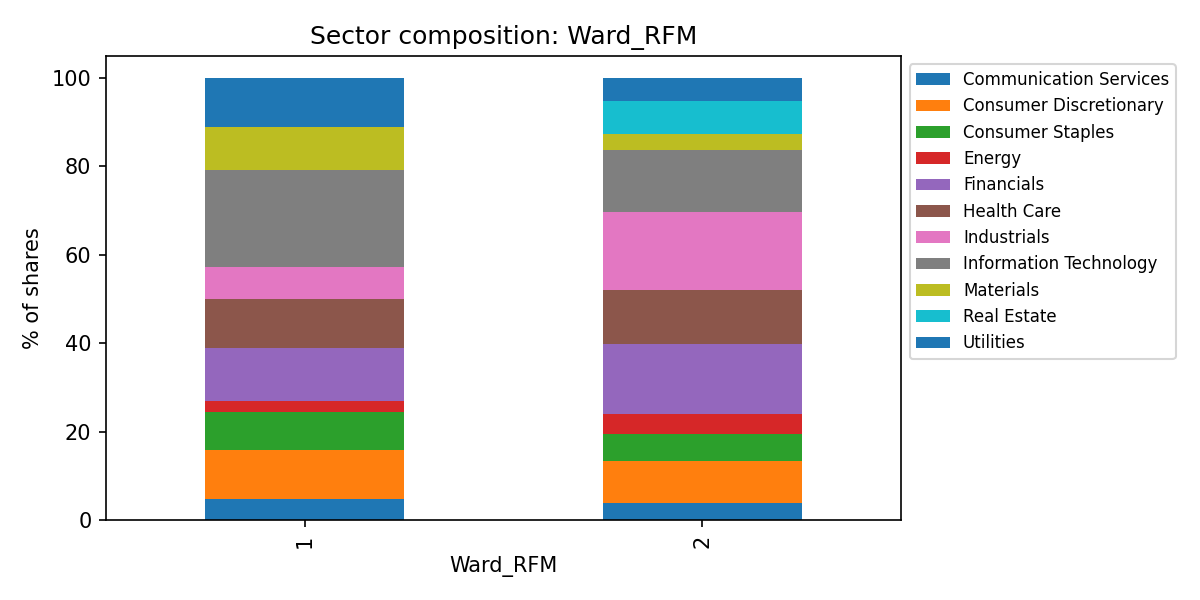 Sector composition: Ward_RFM
100
80
60
40
20
0
% of shares
1
2
Ward_RFM
Communication Services
Consumer Discretionary
Consumer Staples
Energy
Financials
Health Care
Industrials
Information Technology
Materials
Real Estate
Utilities